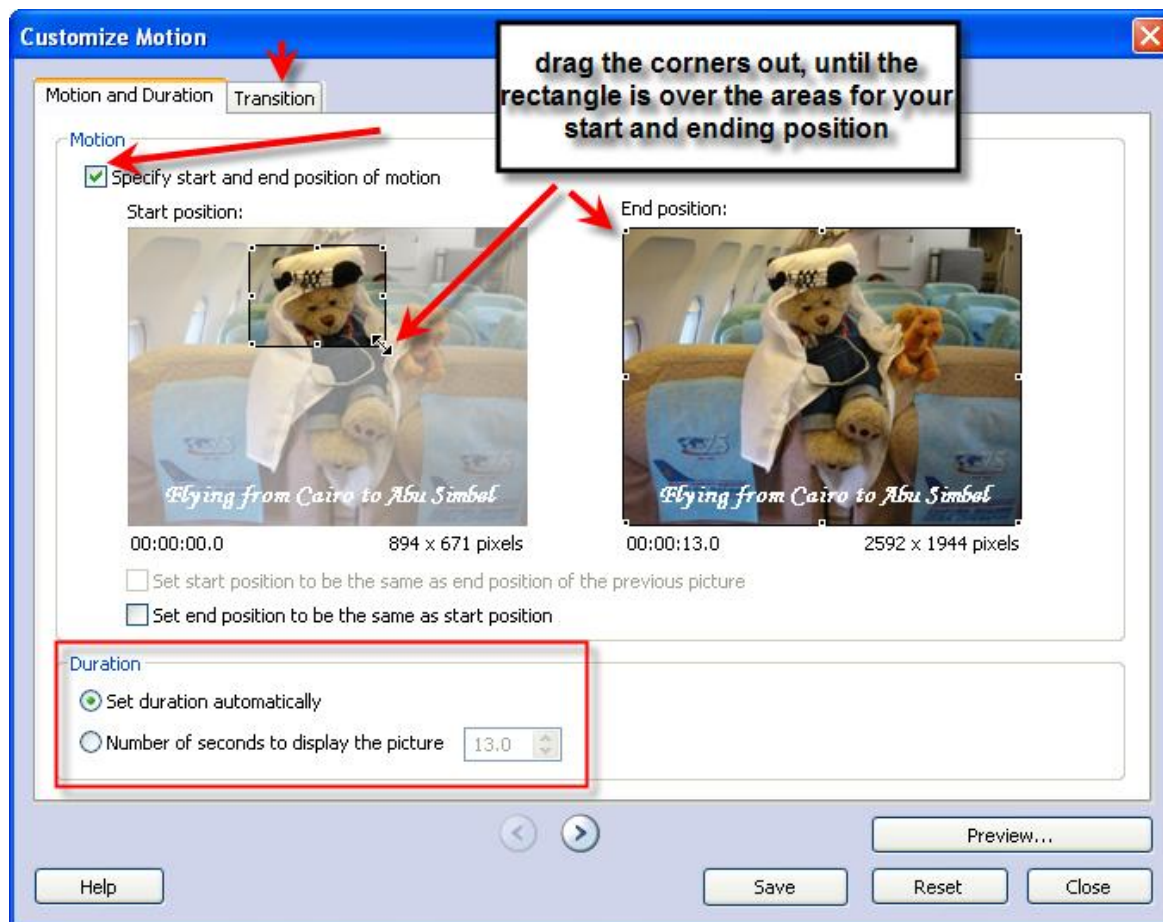 Customize Motion
drag the corners out, until the
rectangle is over the areas for your
start and ending position
Motion and Duration
Transition
Motion
Specify start and end position of motion
Start position:
End position:
Flying from Cairo to Abu Simbel
Flying from Cairo to Abu Simbel
00:00:00.0
894 x 671 pixels
00:00:13.0
2592 x 1944 pixels
Set start position to be the same as end position of the previous picture
Set end position to be the same as start position
Duration
Set duration automatically
Number of seconds to display the picture
13.0
Preview...
Help
Save
Reset
Close